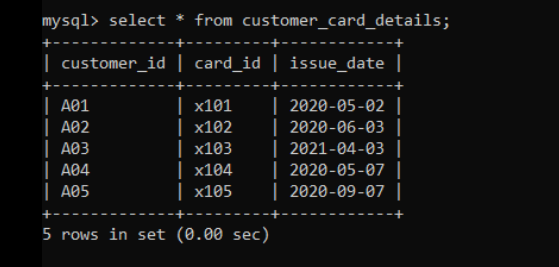 mysql> select * from customer_card_details;
+-------------+---------+------------+
| customer_id | card_id | issue_date |
+-------------+---------+------------+
| A01         | x101    | 2020-05-02 |
| A02         | x102    | 2020-06-03 |
| A03         | x103    | 2021-04-03 |
| A04         | x104    | 2020-05-07 |
| A05         | x105    | 2020-09-07 |
+-------------+---------+------------+
5 rows in set (0.00 sec)